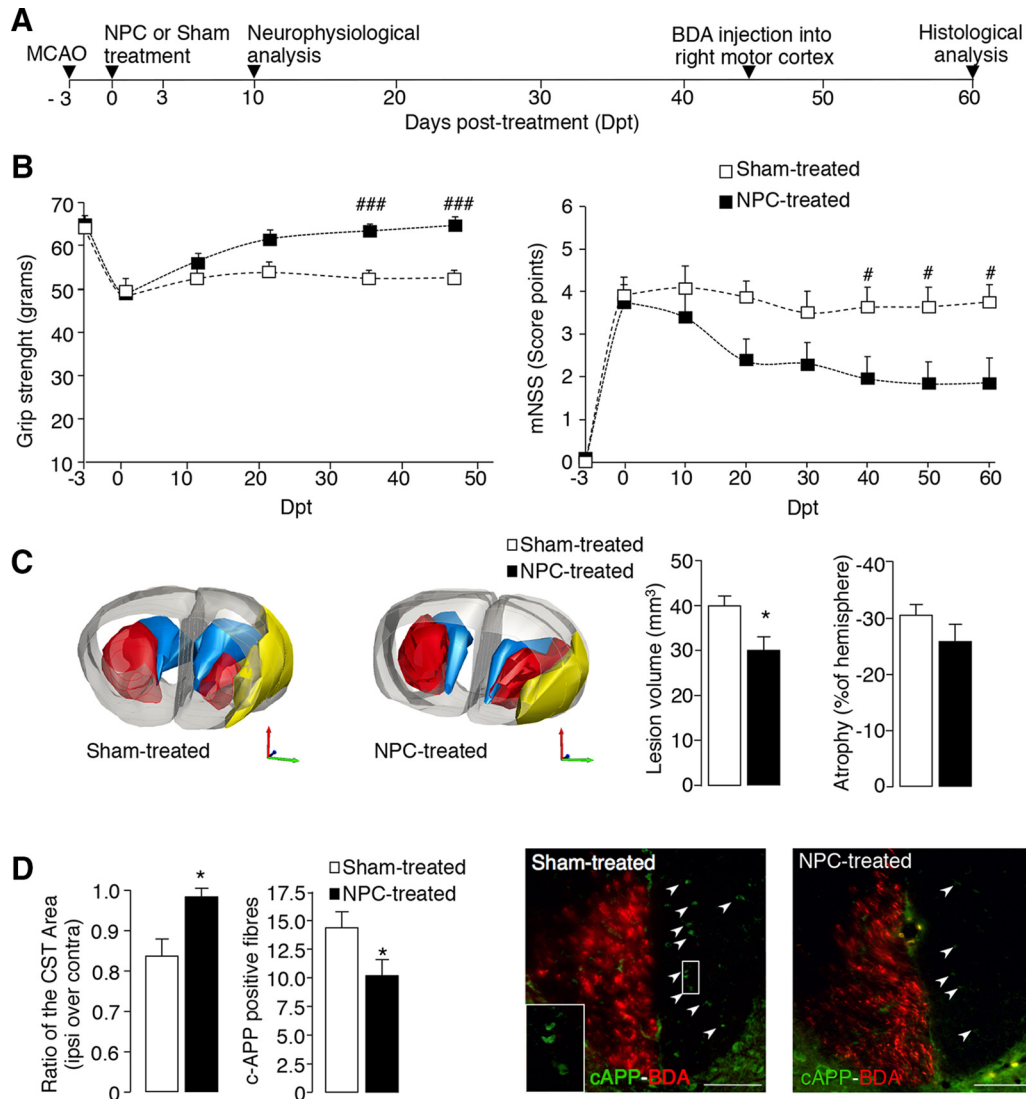 A
MCAO
NPC or Sham
treatment
Neurophysiological
analysis
BDA injection into
right motor cortex
Histological
analysis
- 3 0 3 10 20 30 40 50 60
Days post-treatment (Dpt)
B
Sham-treated
NPC-treated
70
60
50
40
30
20
10
Grip strenght (grams)
### ###
-3 0 10 20 30 40 50
Dpt
6
5
4
3
2
1
0
mNSS (Score points)
# # #
-3 0 10 20 30 40 50 60
Dpt
C
Sham-treated
NPC-treated
Sham-treated
NPC-treated
50
40
30
20
10
0
Lesion volume (mm³)
*
-40
-30
-20
-10
0
Atrophy (%of hemisphere)
D
Sham-treated
NPC-treated
1.0
0.9
0.8
0.6
0
Ratio of the CST Area
(ipsi over contra)
*
17.5
15.0
12.5
10.0
7.5
5.0
2.5
0
c-APP positive fibres
*
Sham-treated
cAPP-BDA
NPC-treated
cAPP-BDA